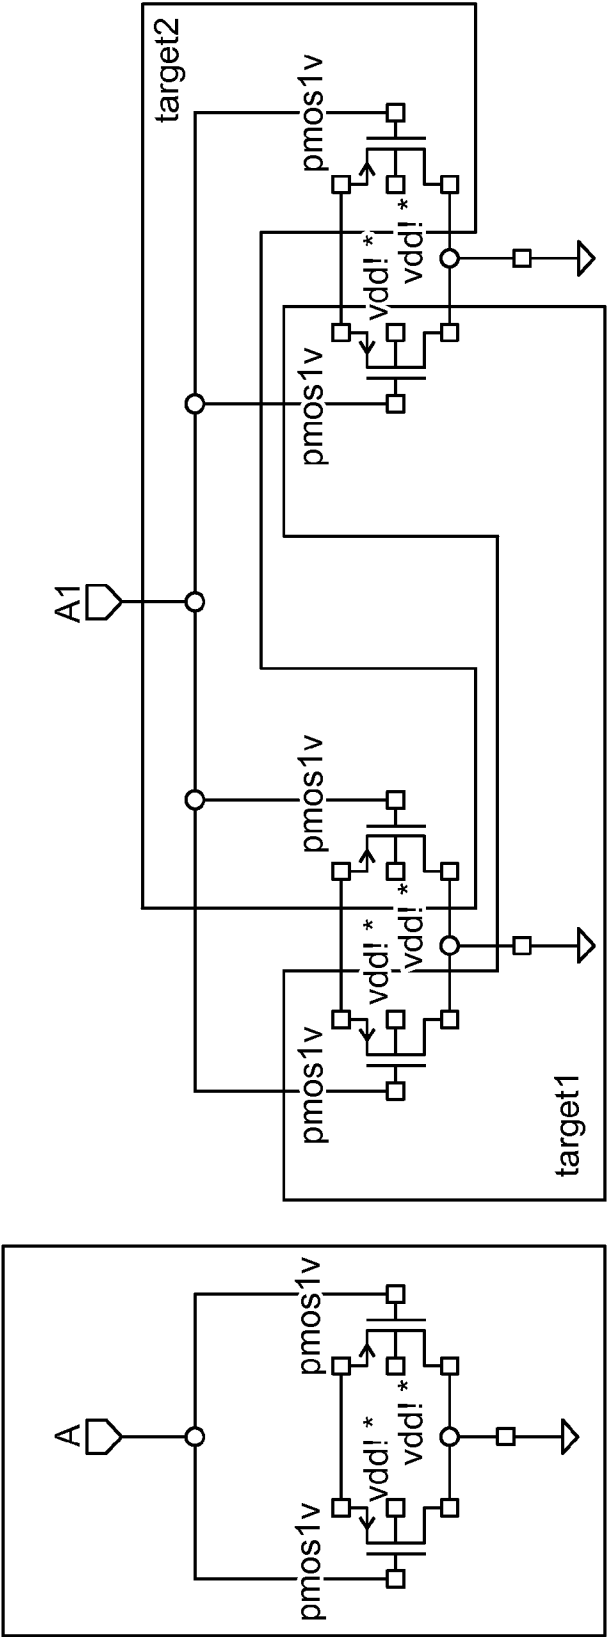 A
pmos1v
pmos1v
vdd! *
vdd! *
A1
target2
pmos1v
pmos1v
pmos1v
pmos1v
vdd! *
vdd! *
vdd! *
vdd! *
target1